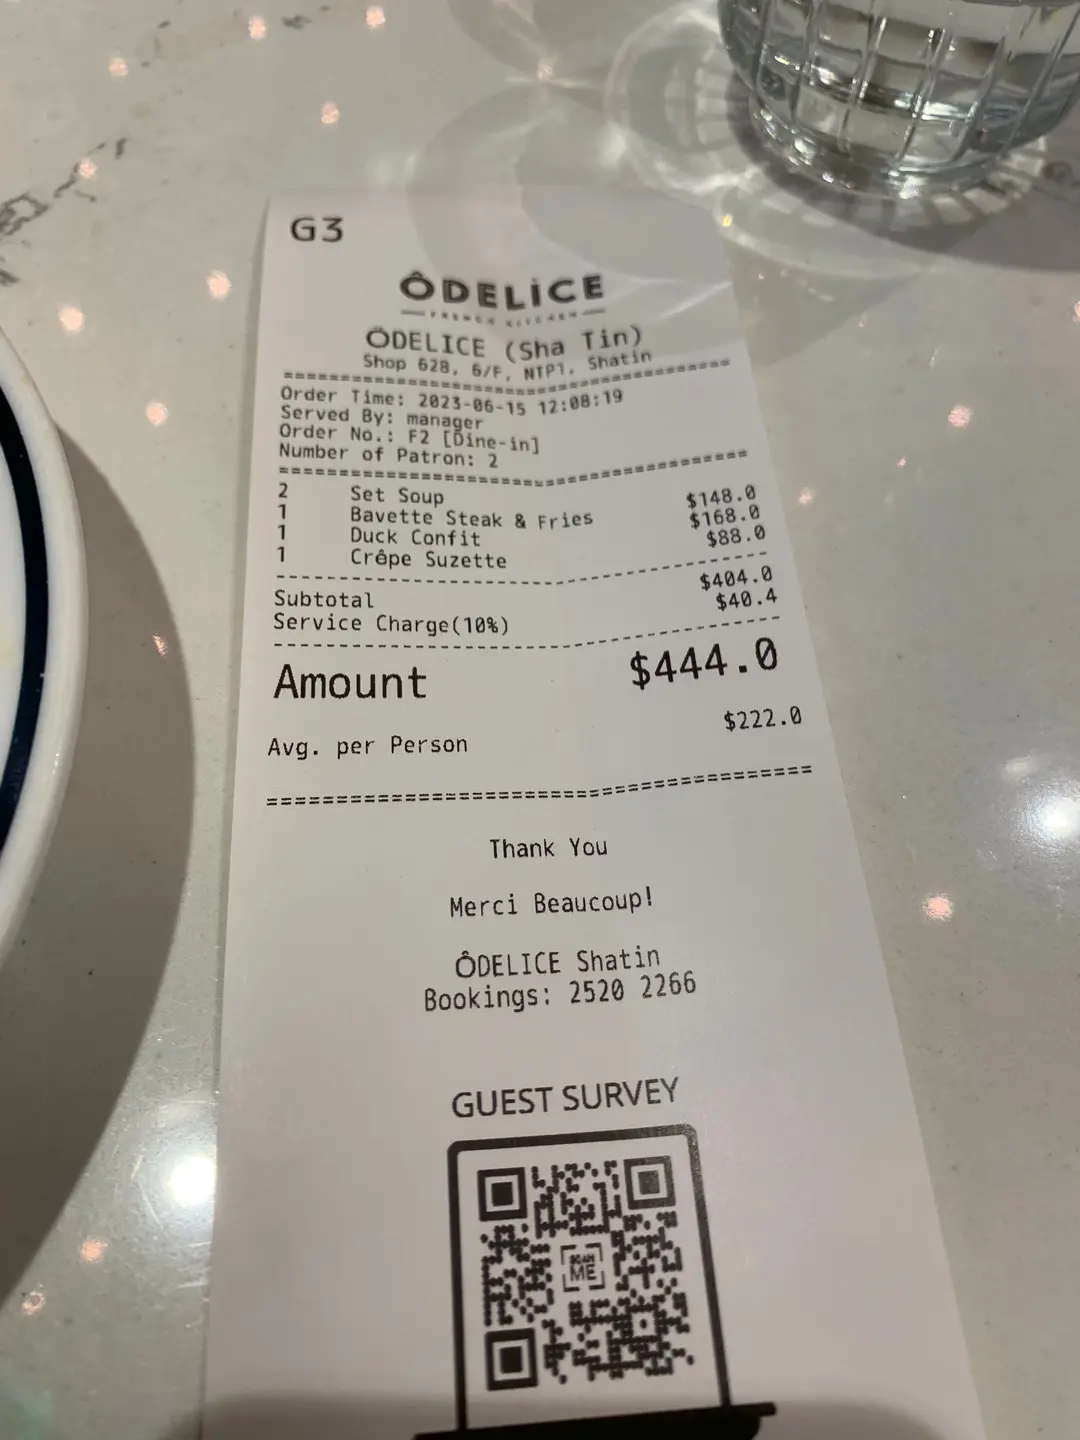 G3
ÔDELİCE
FRENCH KITCHEN
ÔDELICE (Sha Tin)
Shop 628, 6/F, NTP1, Shatin
Order Time: 2023-06-15 12:08:19
Served By: manager
Order No.: F2 [Dine-in]
Number of Patron: 2
2 Set Soup
1 Bavette Steak & Fries $148.0
1 Duck Confit $168.0
1 Crêpe Suzette $88.0
Subtotal $404.0
Service Charge(10%) $40.4
Amount $444.0
Avg. per Person $222.0
Thank You
Merci Beaucoup!
ÔDELICE Shatin
Bookings: 2520 2266
GUEST SURVEY
SCAN
ME